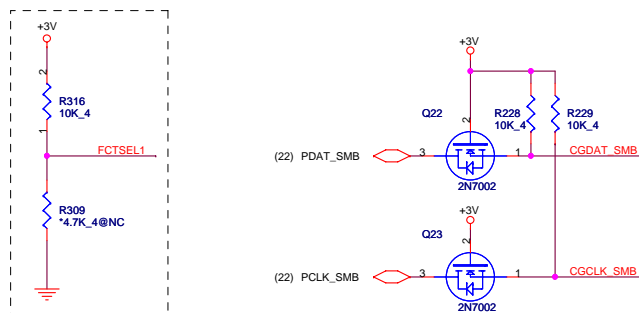 +3V
2
R316
10K_4
1
FCTSEL1
R309
*4.7K_4@NC
+3V
Q22
2
R228
10K_4
R229
10K_4
(22) PDAT_SMB
3
1
CGDAT_SMB
2N7002
+3V
Q23
2
(22) PCLK_SMB
3
1
CGCLK_SMB
2N7002